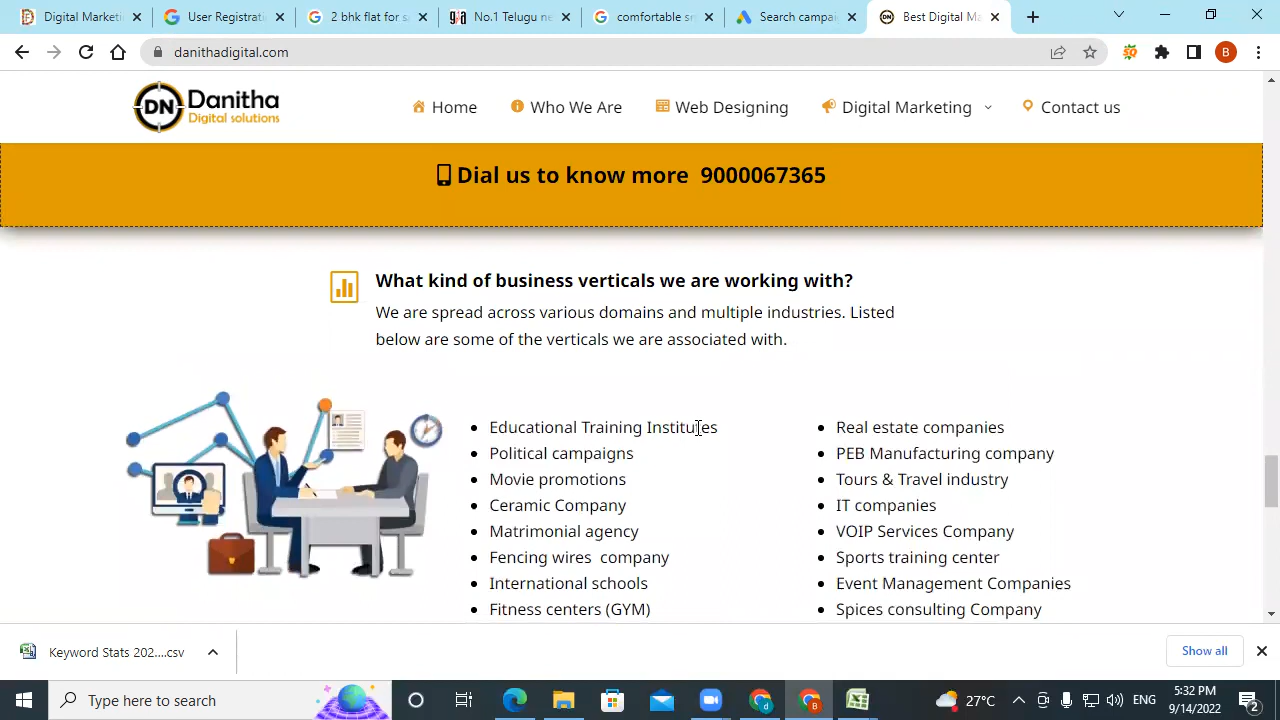 Digital Marketi
User Registrati
2 bhk flat for sa
No.1 Telugu ne
comfortable sn
Search campai
Best Digital Ma
danithadigital.com
B
DN Danitha
Digital solutions
Home
Who We Are
Web Designing
Digital Marketing
Contact us
Dial us to know more 9000067365
What kind of business verticals we are working with?
We are spread across various domains and multiple industries. Listed
below are some of the verticals we are associated with.
Educational Training Institutes
Political campaigns
Movie promotions
Ceramic Company
Matrimonial agency
Fencing wires company
International schools
Fitness centers (GYM)
Real estate companies
PEB Manufacturing company
Tours & Travel industry
IT companies
VOIP Services Company
Sports training center
Event Management Companies
Spices consulting Company
Keyword Stats 202....csv
Show all
Type here to search
27°C
ENG
5:32 PM
9/14/2022
2